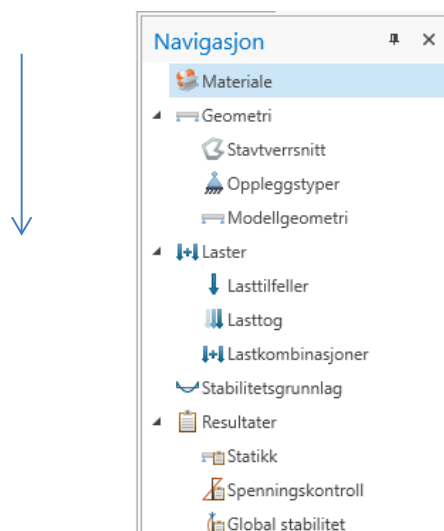 Navigasjon
Materiale
Geometri
Stavtverrsnitt
Oppleggstyper
Modellgeometri
Laster
Lasttilfeller
Lasttog
Lastkombinasjoner
Stabilitetsgrunnlag
Resultater
Statikk
Spenningskontroll
Global stabilitet